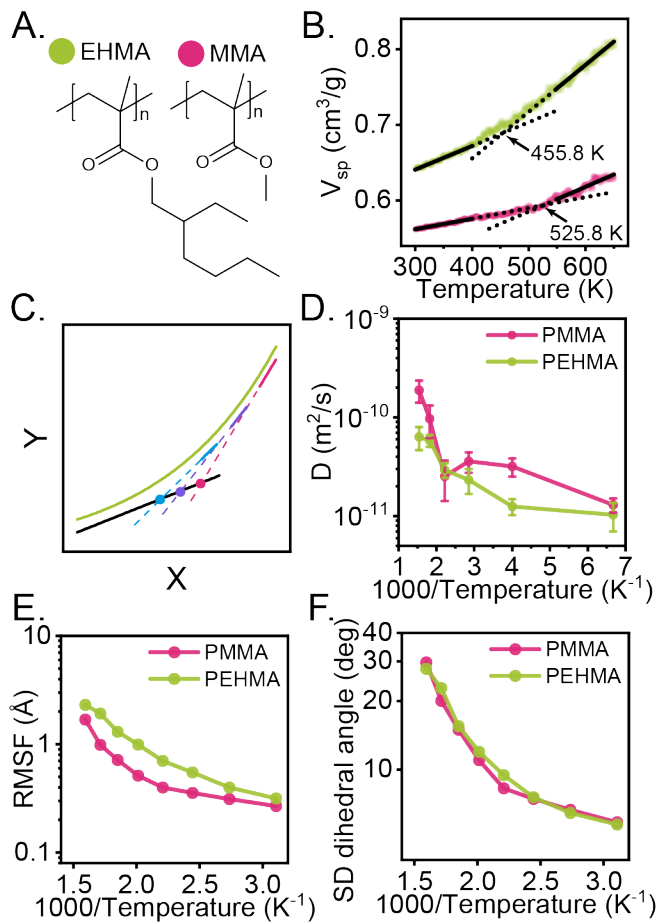 A.
EHMA
MMA
n
n
O
O
O
O
B.
V_sp (cm³/g)
0.8
0.7
0.6
455.8 K
525.8 K
300
400
500
600
Temperature (K)
C.
Y
X
D.
D (m²/s)
10⁻⁹
10⁻¹⁰
10⁻¹¹
PMMA
PEHMA
1
2
3
4
5
6
7
1000/Temperature (K⁻¹)
E.
RMSF (Å)
10
1
0.1
PMMA
PEHMA
1.5
2.0
2.5
3.0
1000/Temperature (K⁻¹)
F.
SD dihedral angle (deg)
40
30
20
10
PMMA
PEHMA
1.5
2.0
2.5
3.0
1000/Temperature (K⁻¹)